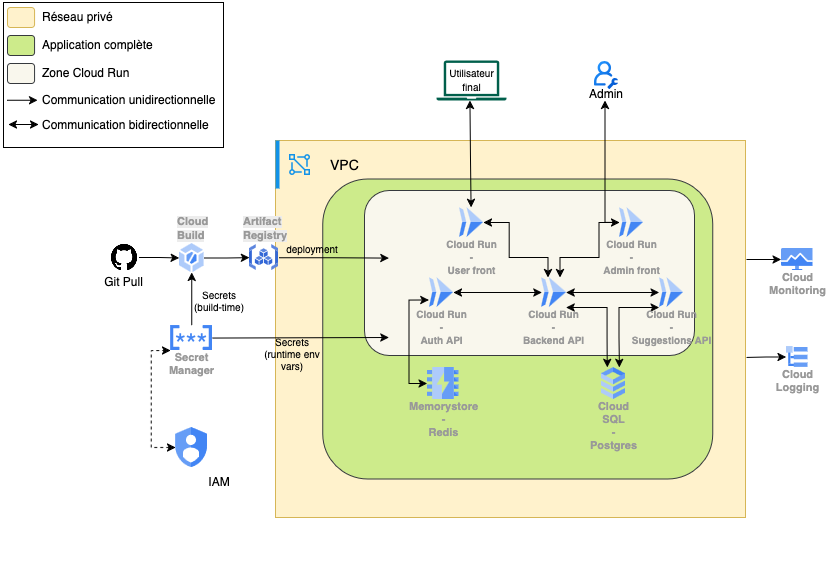 Réseau privé
Application complète
Zone Cloud Run
Communication unidirectionnelle
Communication bidirectionnelle
Utilisateur
final
Admin
VPC
Cloud
Build
Artifact
Registry
Git Pull
deployment
Cloud Run
-
User front
Cloud Run
-
Admin front
Cloud
Monitoring
Secrets
(build-time)
Cloud Run
-
Auth API
Cloud Run
-
Backend API
Cloud Run
-
Suggestions API
***
Secret
Manager
Secrets
(runtime env
vars)
Cloud
Logging
Memorystore
-
Redis
Cloud
SQL
-
Postgres
IAM